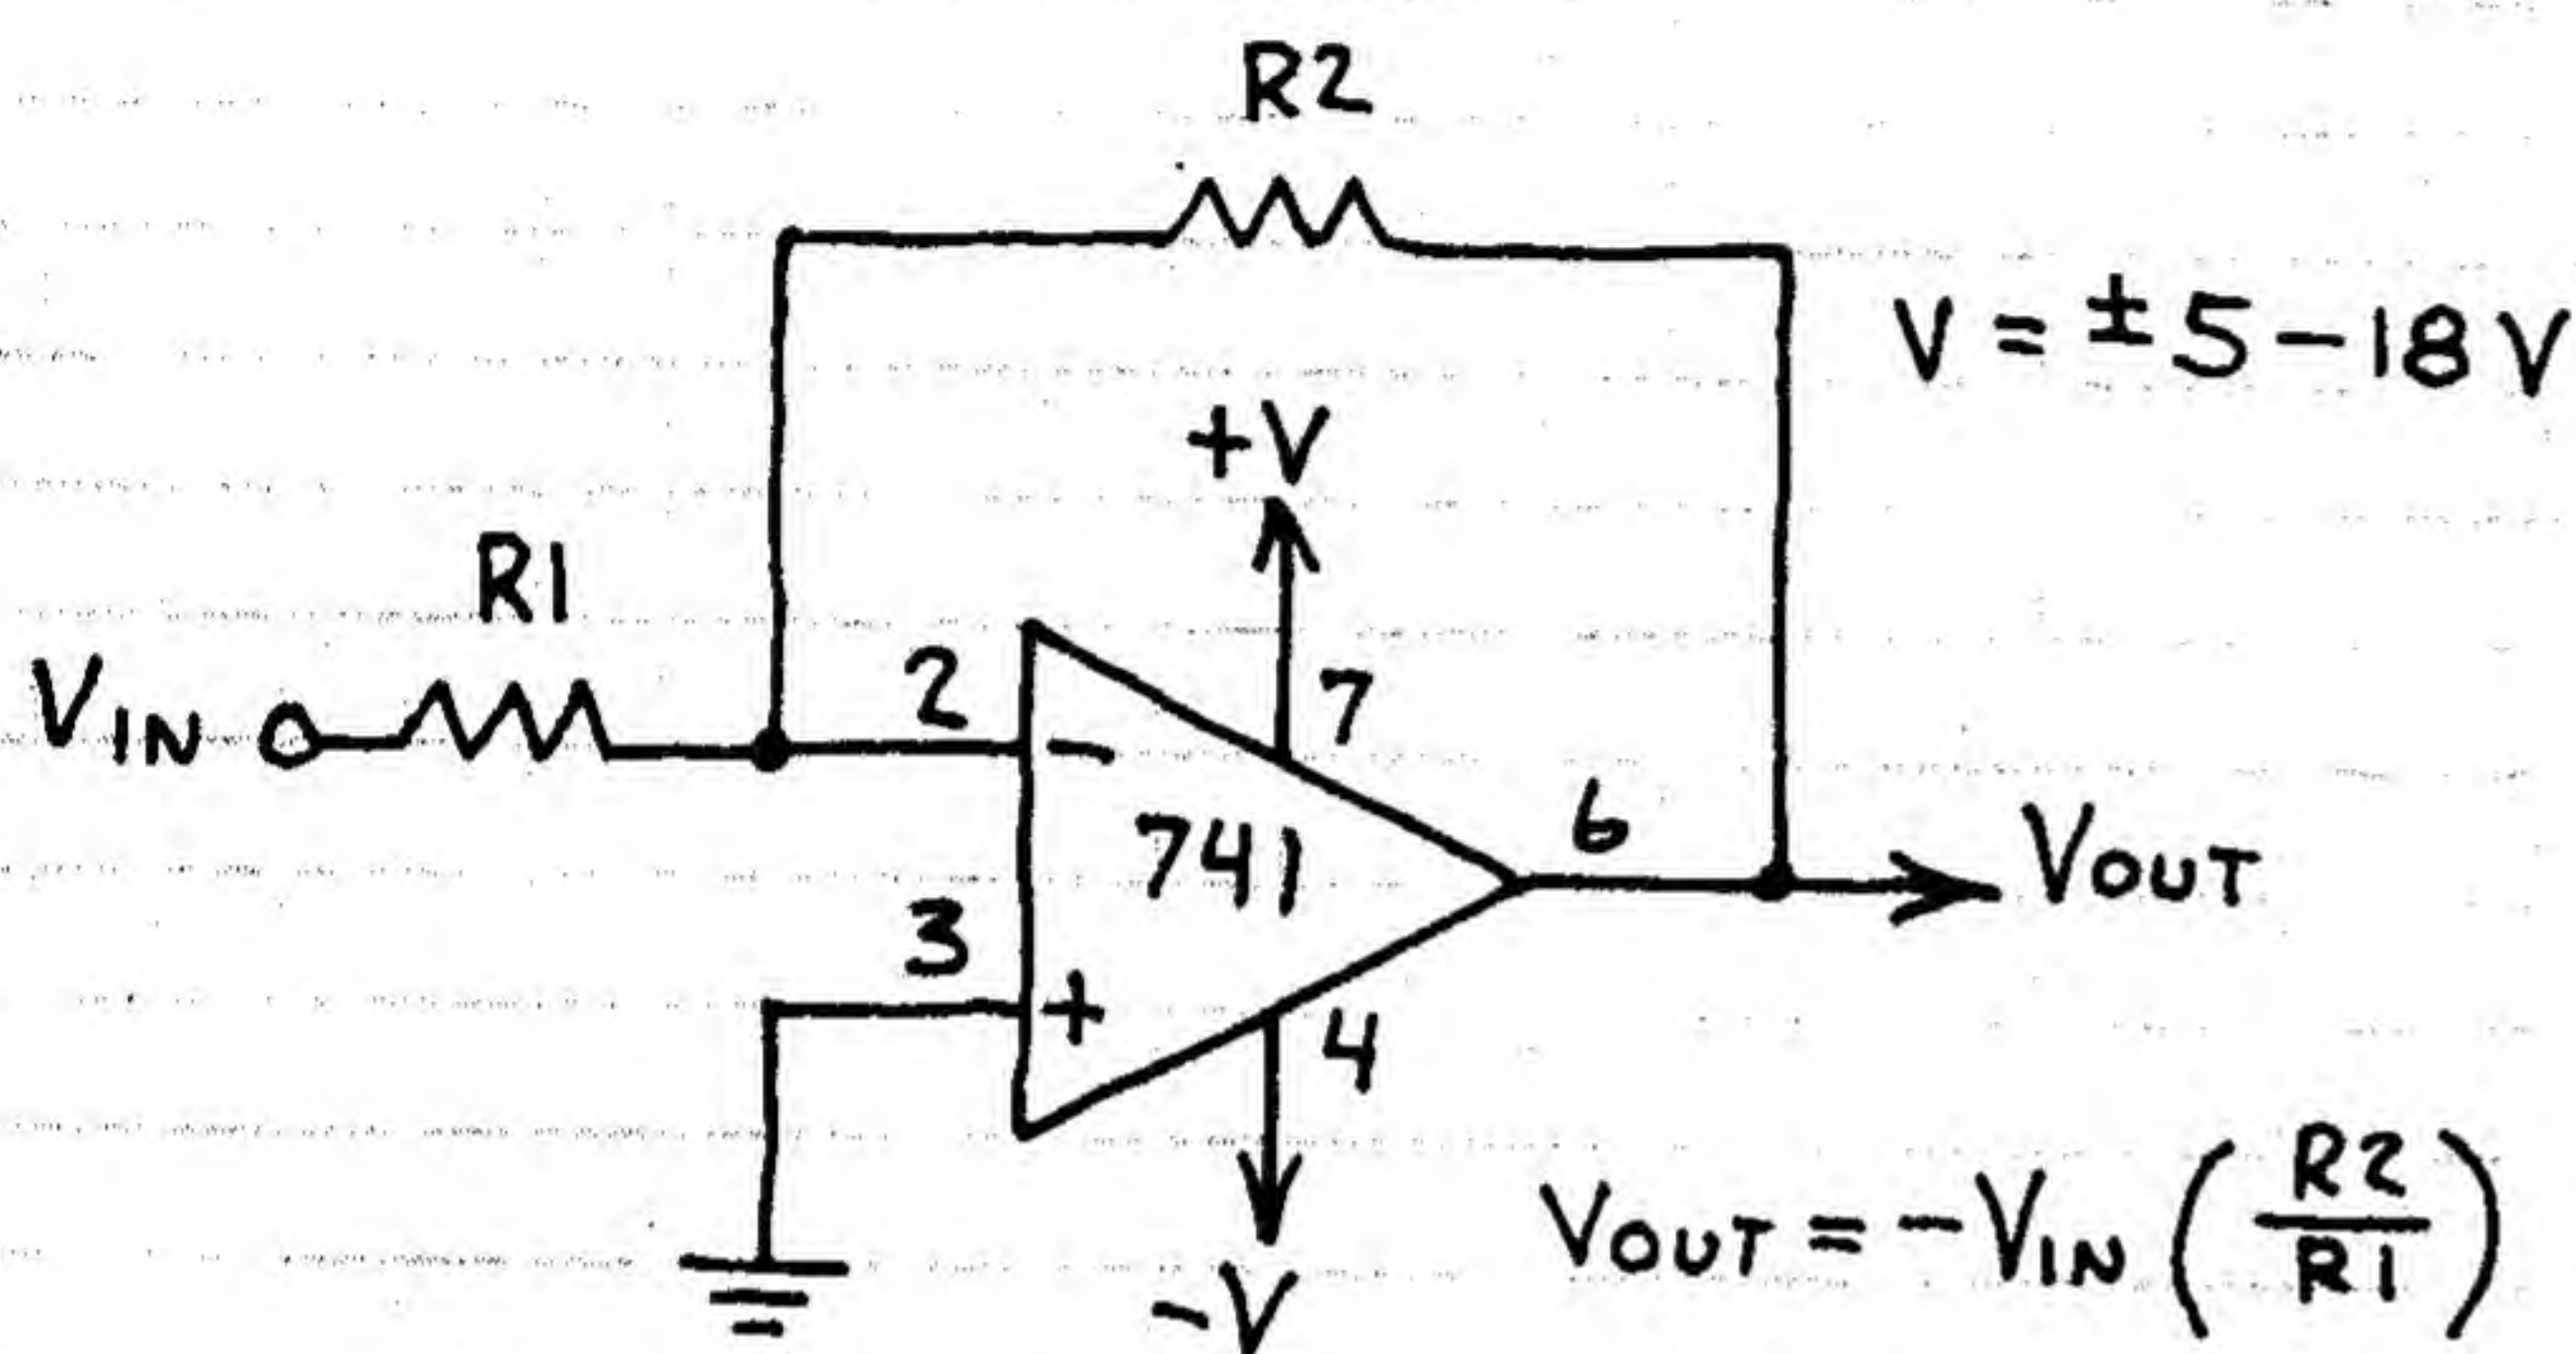 R2
V = ±5-18V
+V
R1
VIN
2
7
-
741
6
VOUT
3
+
4
-V
VOUT = -VIN (R2/R1)